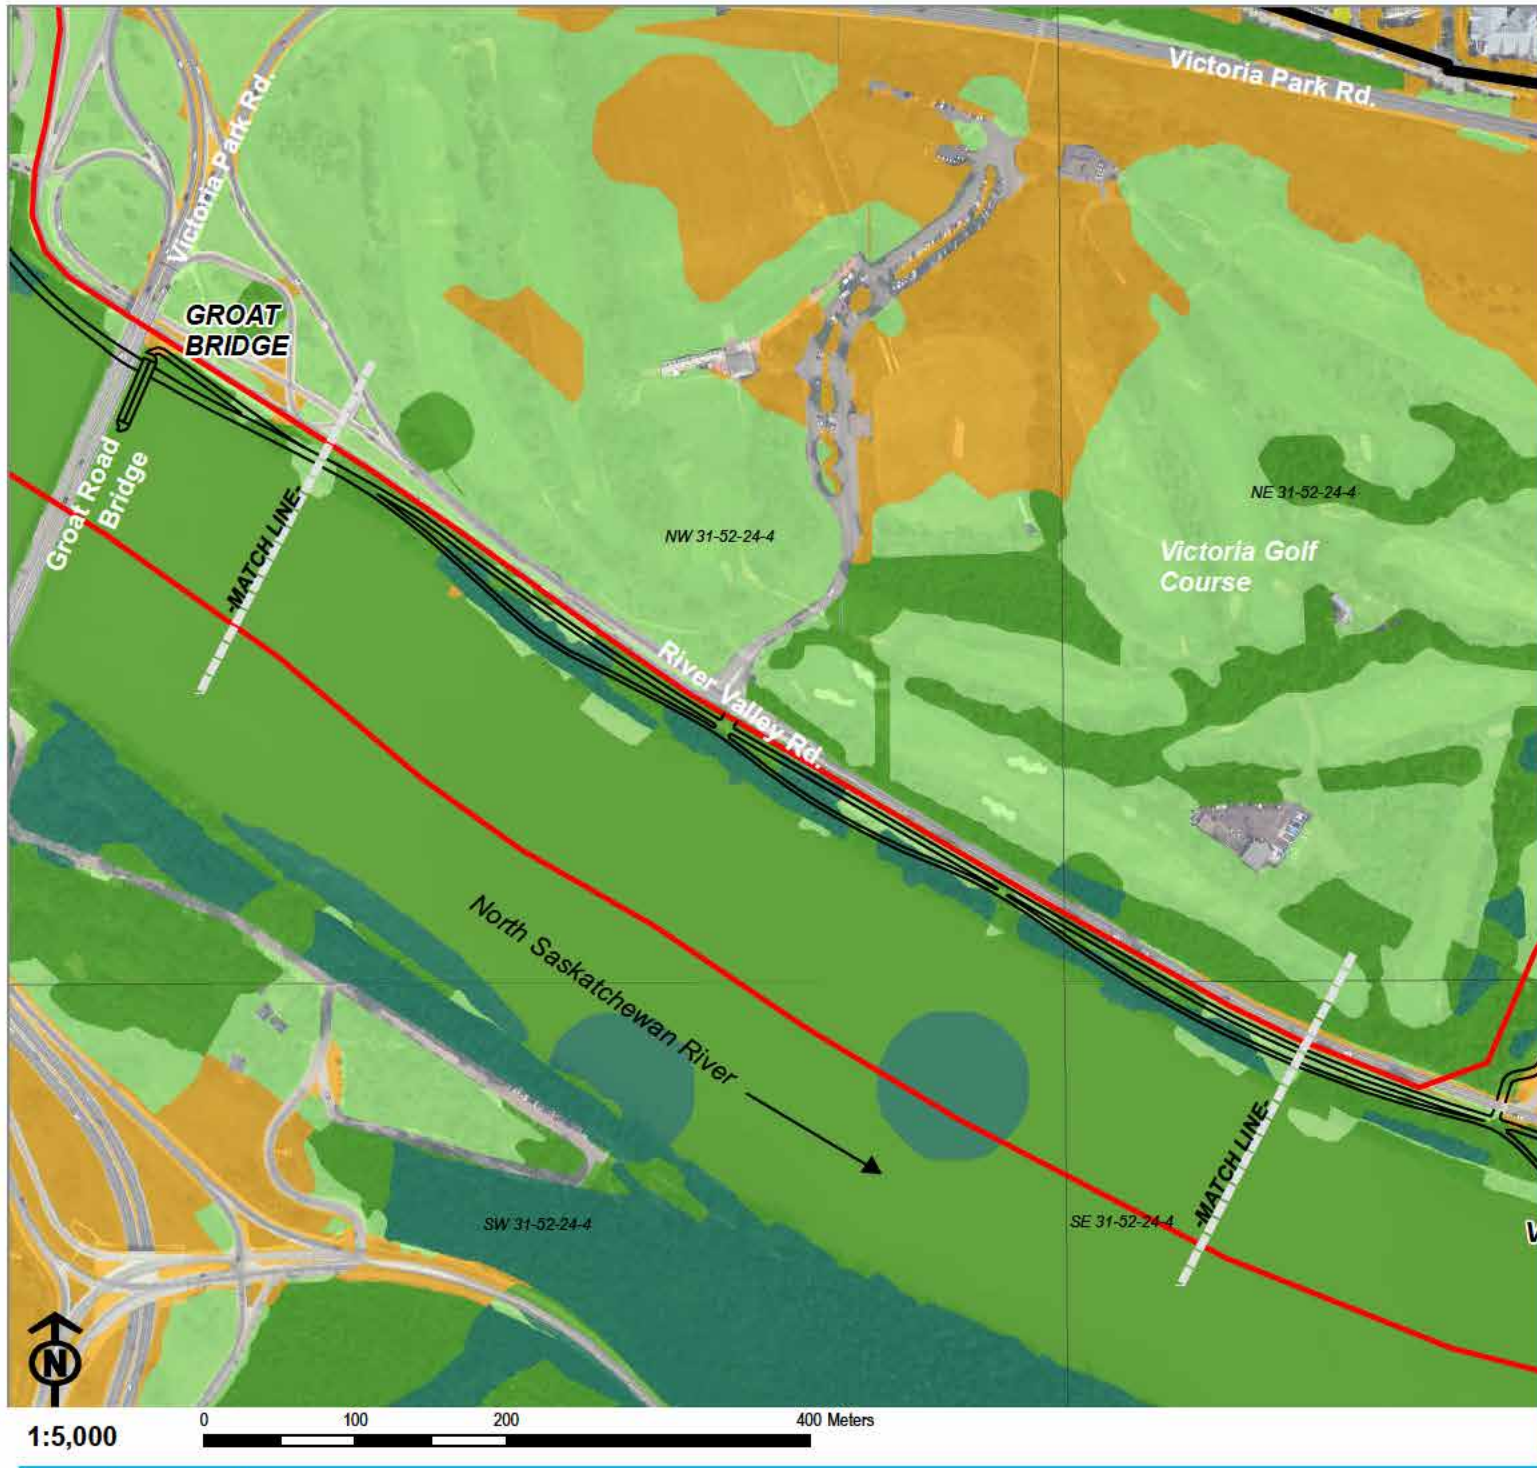 Victoria Park Rd.
Victoria Park Rd.
GROAT
BRIDGE
Groat Road
Bridge
-MATCH LINE-
NW 31-52-24-4
NE 31-52-24-4
Victoria Golf
Course
River Valley Rd.
North Saskatchewan River
SW 31-52-24-4
SE 31-52-24-4
-MATCH LINE-
N
1:5,000
0 100 200 400 Meters